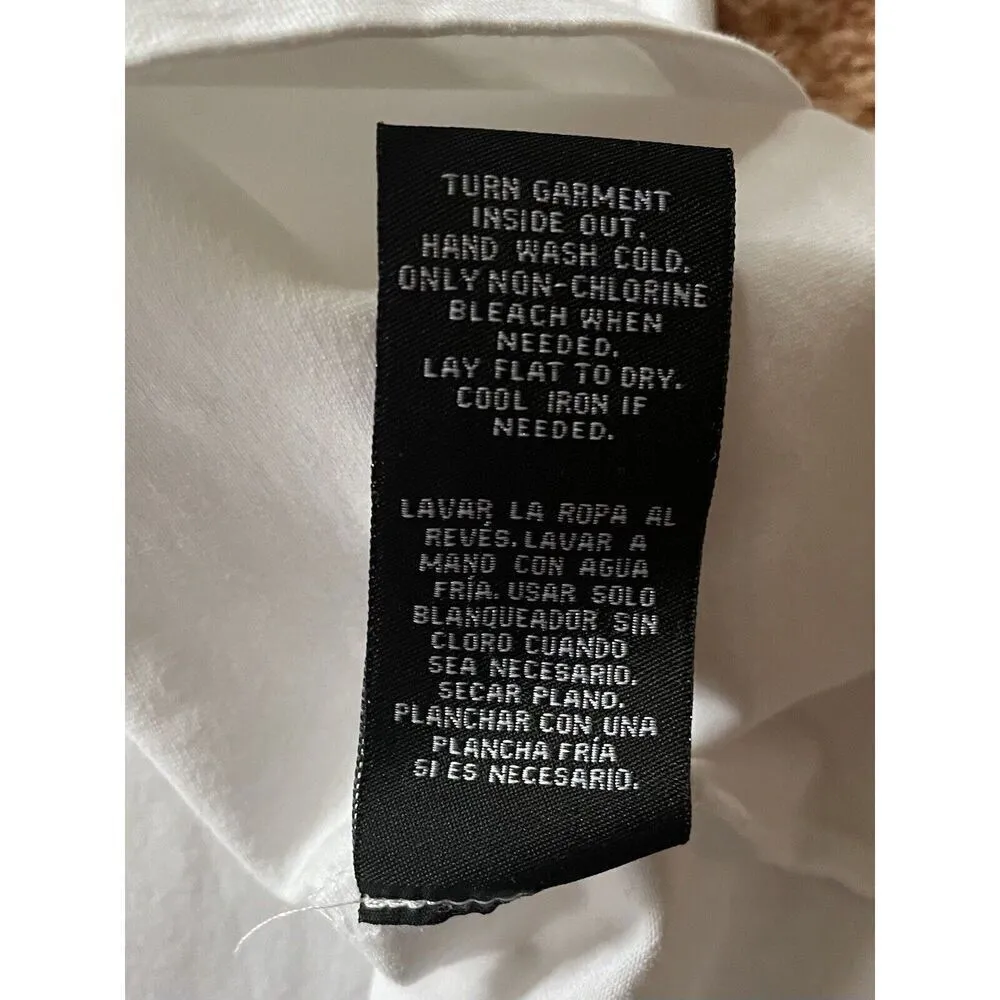 TURN GARMENT
INSIDE OUT.
HAND WASH COLD.
ONLY NON-CHLORINE
BLEACH WHEN
NEEDED.
LAY FLAT TO DRY.
COOL IRON IF
NEEDED.
LAVAR LA ROPA AL
REVÉS. LAVAR A
MANO CON AGUA
FRÍA. USAR SOLO
BLANQUEADOR SIN
CLORO CUANDO
SEA NECESARIO.
SECAR PLANO.
PLANCHAR CON UNA
PLANCHA FRÍA
SI ES NECESARIO.